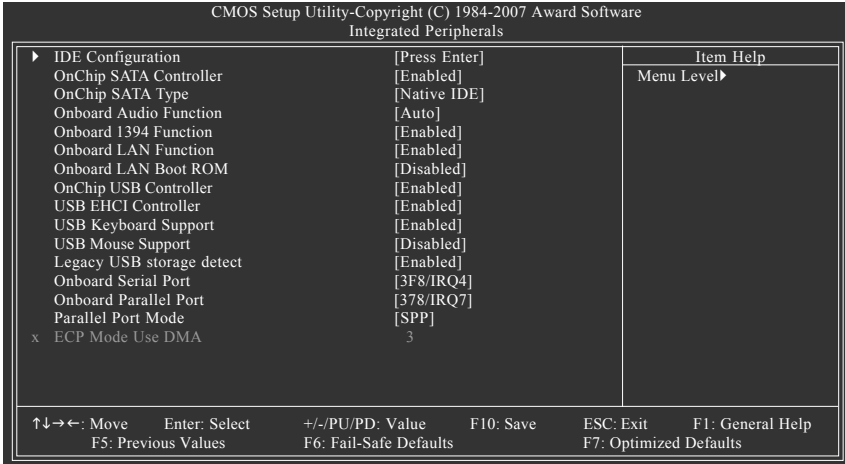 CMOS Setup Utility-Copyright (C) 1984-2007 Award Software
Integrated Peripherals
▶ IDE Configuration [Press Enter]
OnChip SATA Controller [Enabled]
OnChip SATA Type [Native IDE]
Onboard Audio Function [Auto]
Onboard 1394 Function [Enabled]
Onboard LAN Function [Enabled]
Onboard LAN Boot ROM [Disabled]
OnChip USB Controller [Enabled]
USB EHCI Controller [Enabled]
USB Keyboard Support [Enabled]
USB Mouse Support [Disabled]
Legacy USB storage detect [Enabled]
Onboard Serial Port [3F8/IRQ4]
Onboard Parallel Port [378/IRQ7]
Parallel Port Mode [SPP]
x ECP Mode Use DMA 3
Item Help
Menu Level▶
↑↓→←: Move Enter: Select +/-/PU/PD: Value F10: Save ESC: Exit F1: General Help
F5: Previous Values F6: Fail-Safe Defaults F7: Optimized Defaults